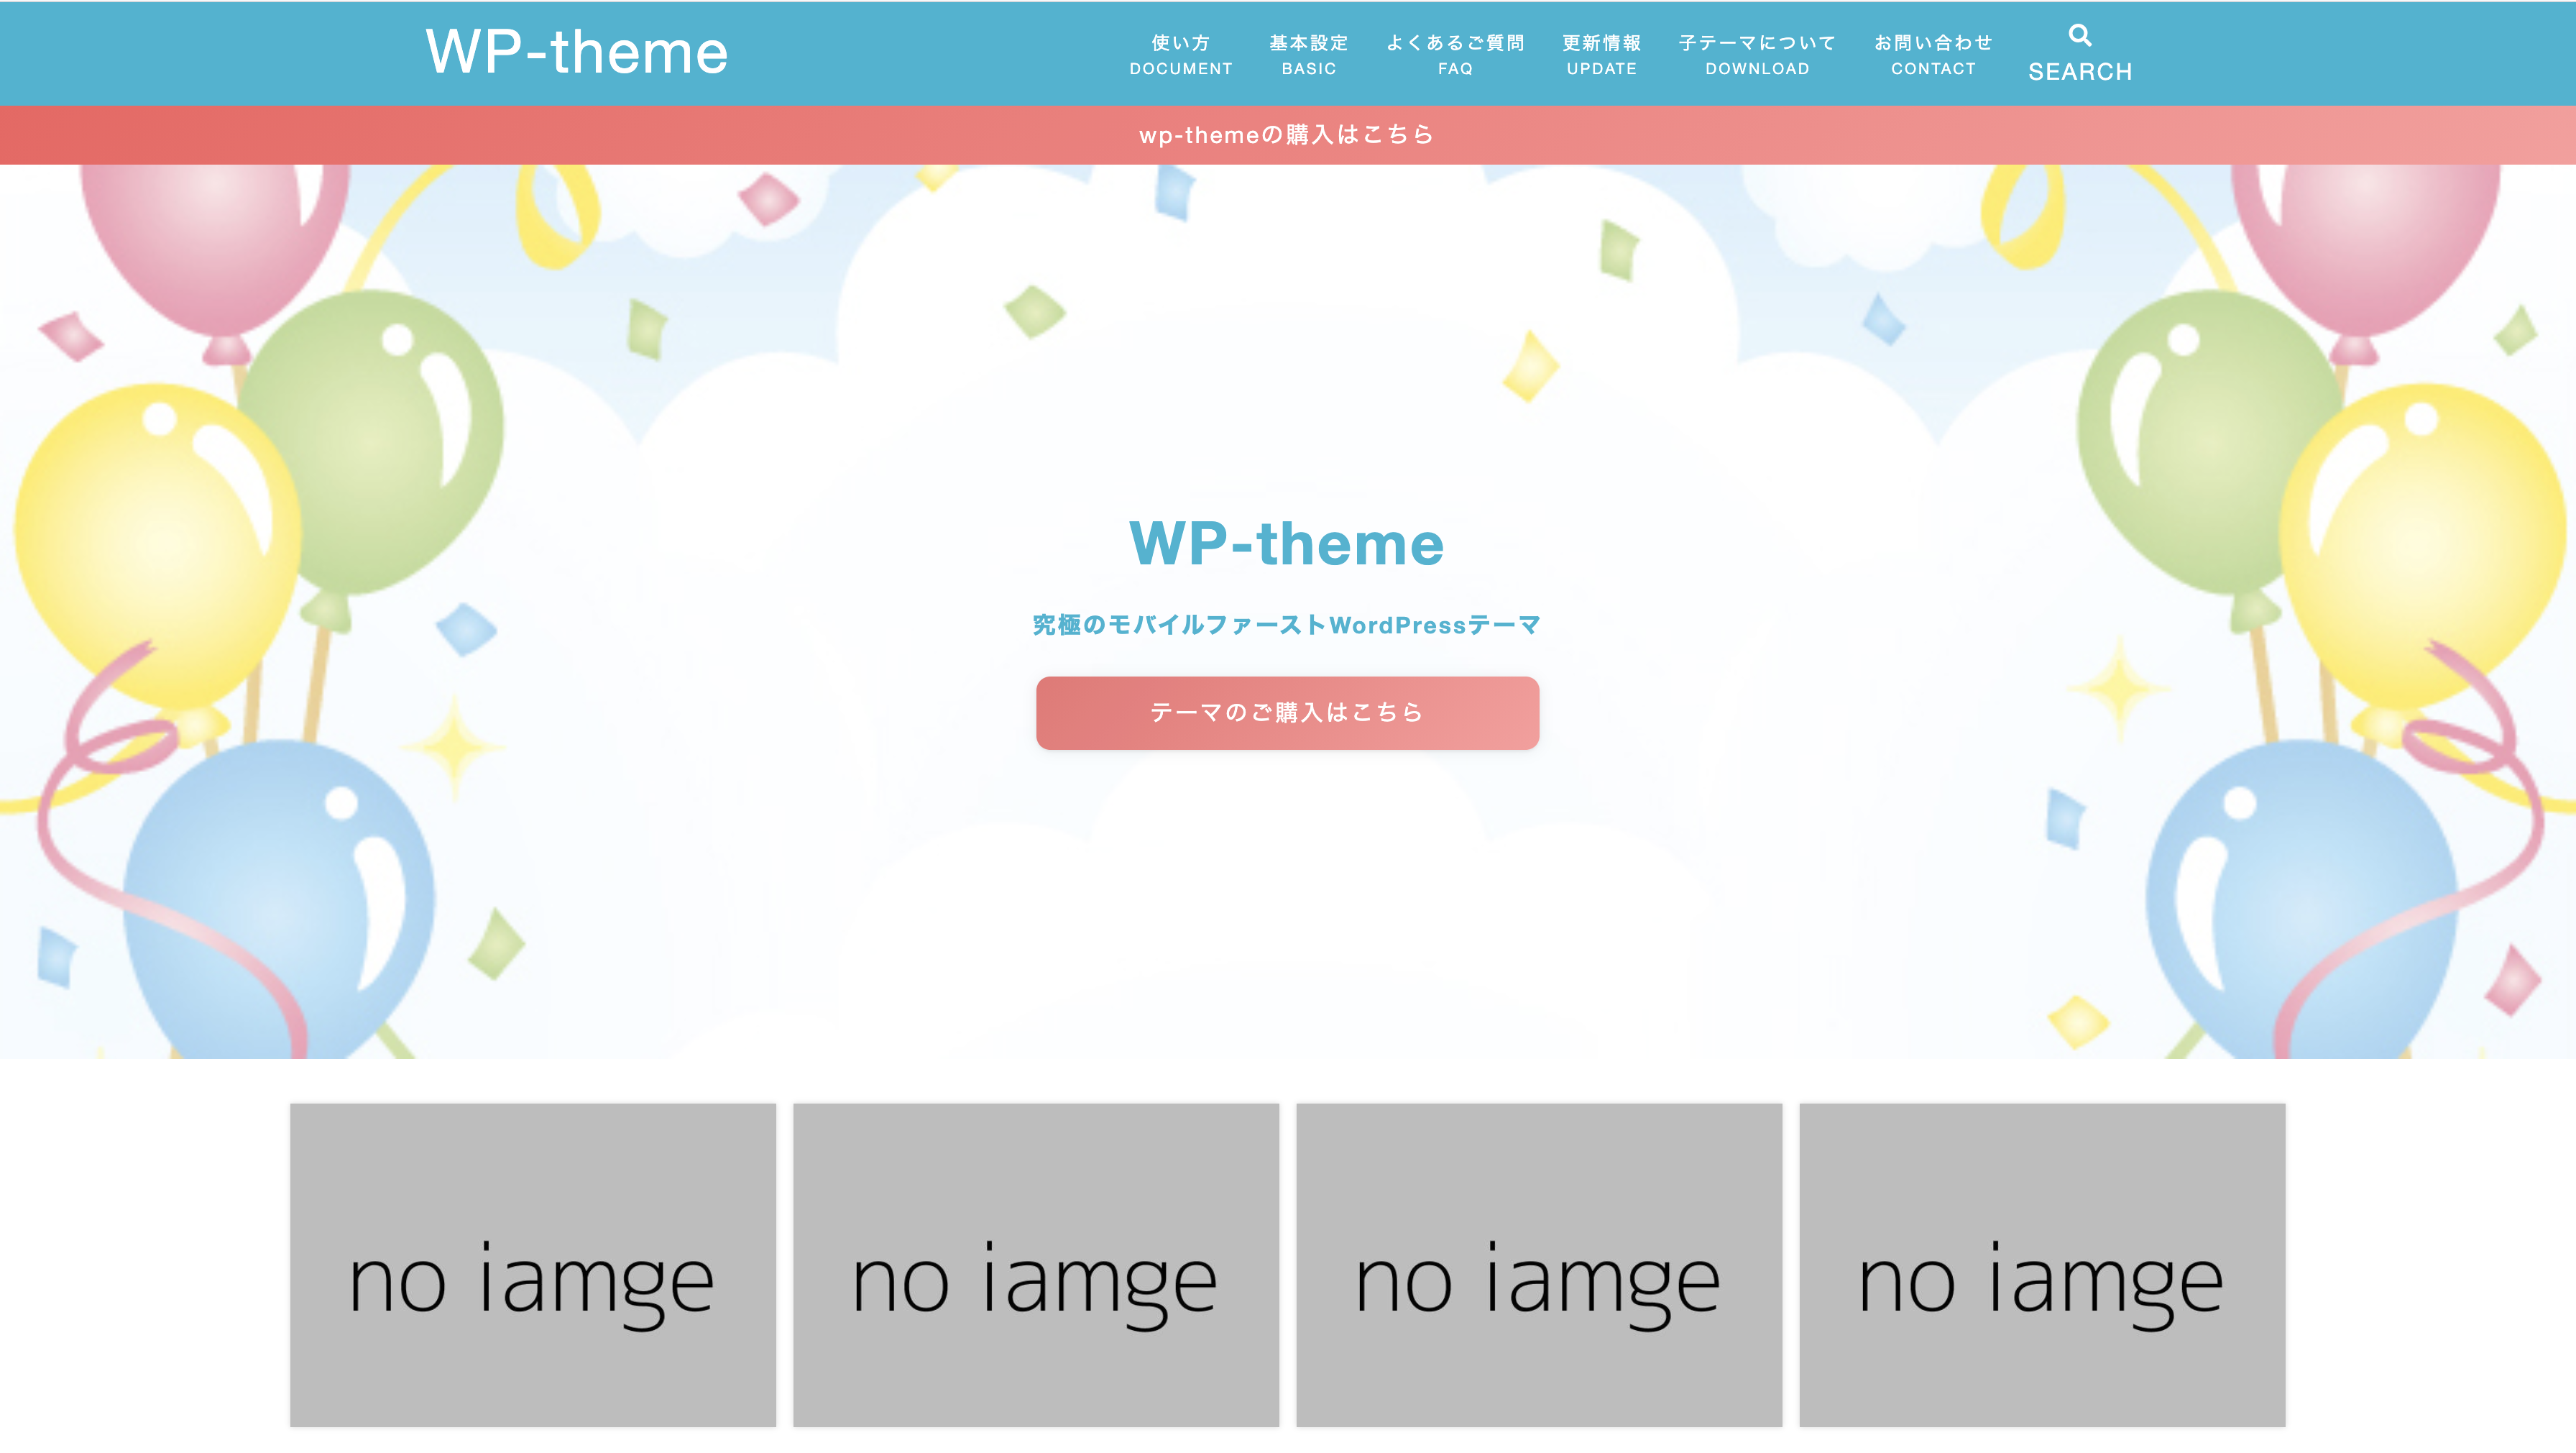 WP-theme
使い方
DOCUMENT
基本設定
BASIC
よくあるご質問
FAQ
更新情報
UPDATE
子テーマについて
DOWNLOAD
お問い合わせ
CONTACT
SEARCH
wp-themeの購入はこちら
WP-theme
究極のモバイルファーストWordPressテーマ
テーマのご購入はこちら
no iamge
no iamge
no iamge
no iamge